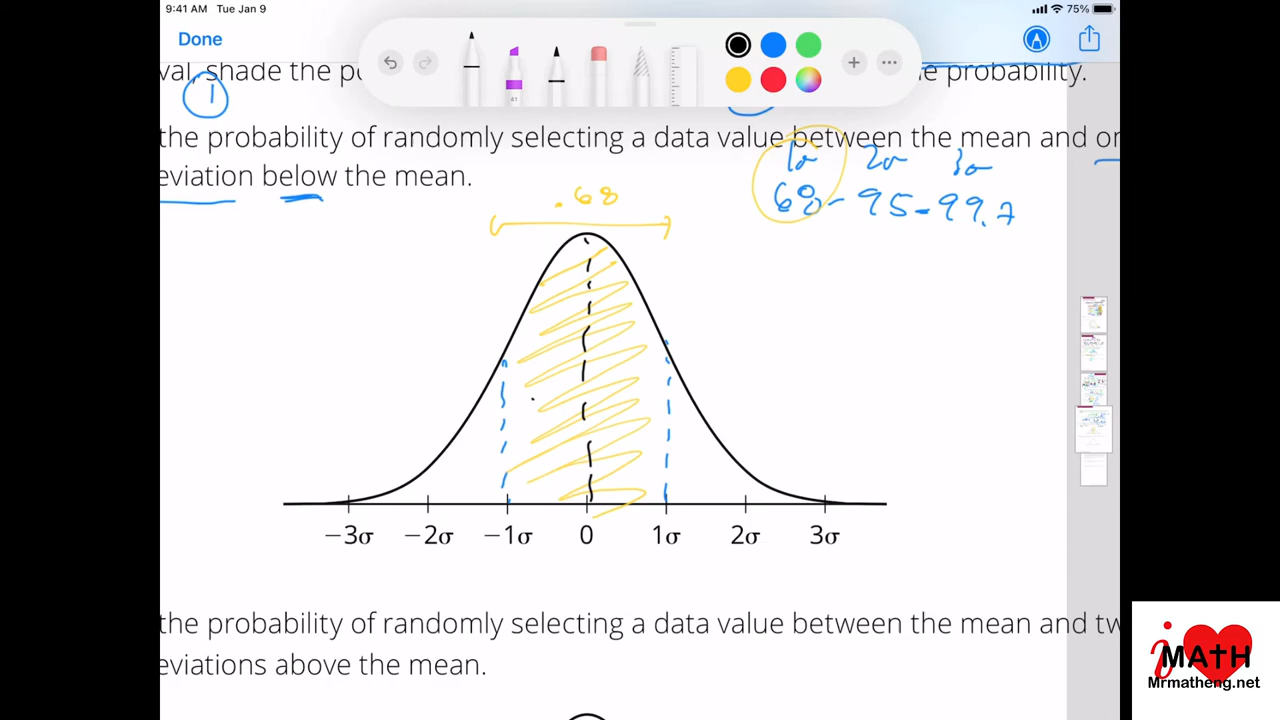 9:41 AM Tue Jan 9
75%
Done
val, shade the po
e probability.
1
41
the probability of randomly selecting a data value between the mean and on
eviation below the mean.
1σ 2σ 3σ
68-95-99.7
.68
−3σ −2σ −1σ 0 1σ 2σ 3σ
the probability of randomly selecting a data value between the mean and tw
eviations above the mean.
i MATH
Mrmatheng.net